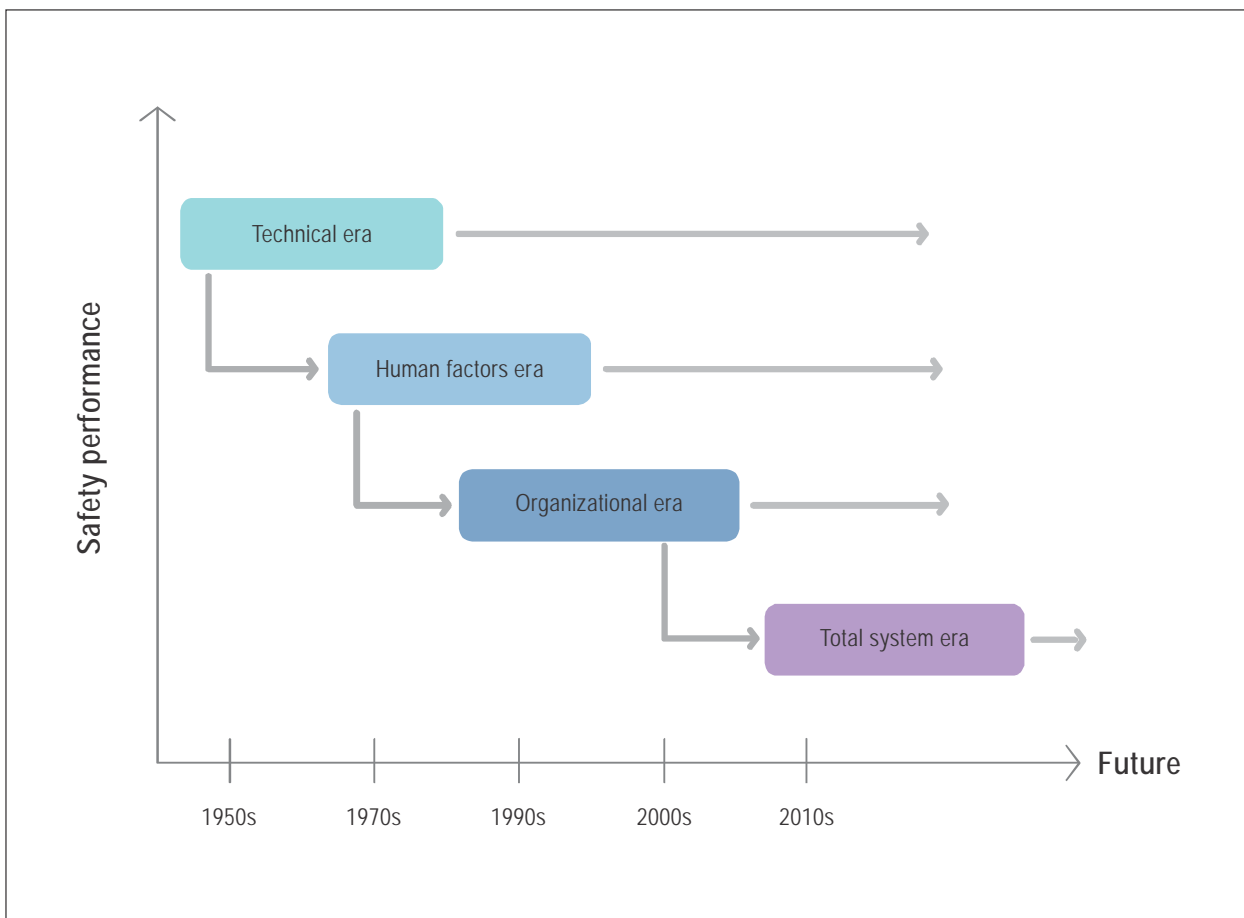 Safety performance
Technical era
Human factors era
Organizational era
Total system era
Future
1950s
1970s
1990s
2000s
2010s